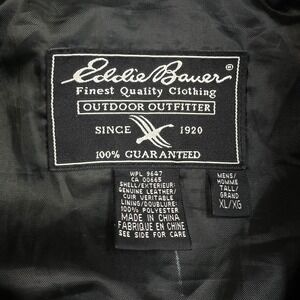 Eddie Bauer®
Finest Quality Clothing
OUTDOOR OUTFITTER
SINCE 1920
100% GUARANTEED
WPL 9647
CA 00665
SHELL/EXTERIEUR:
GENUINE LEATHER/
CUIR VERITABLE
LINING/DOUBLURE:
100% POLYESTER
MADE IN CHINA
FABRIQUE EN CHINE
SEE SIDE FOR CARE
MENS/
HOMME
TALL/
GRAND
XL/XG